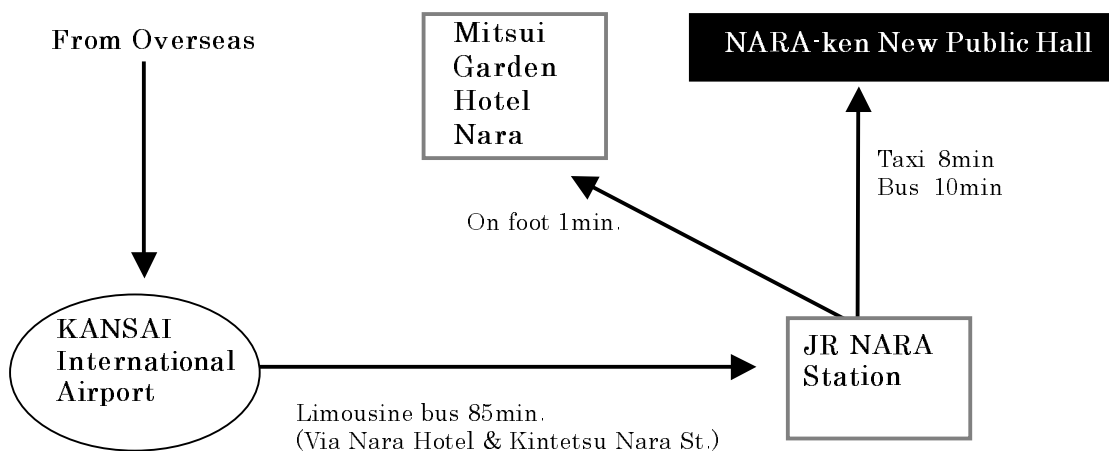 From Overseas
Mitsui
Garden
Hotel
Nara
NARA-ken New Public Hall
Taxi 8min
Bus 10min
On foot 1min.
KANSAI
International
Airport
JR NARA
Station
Limousine bus 85min.
(Via Nara Hotel & Kintetsu Nara St.)